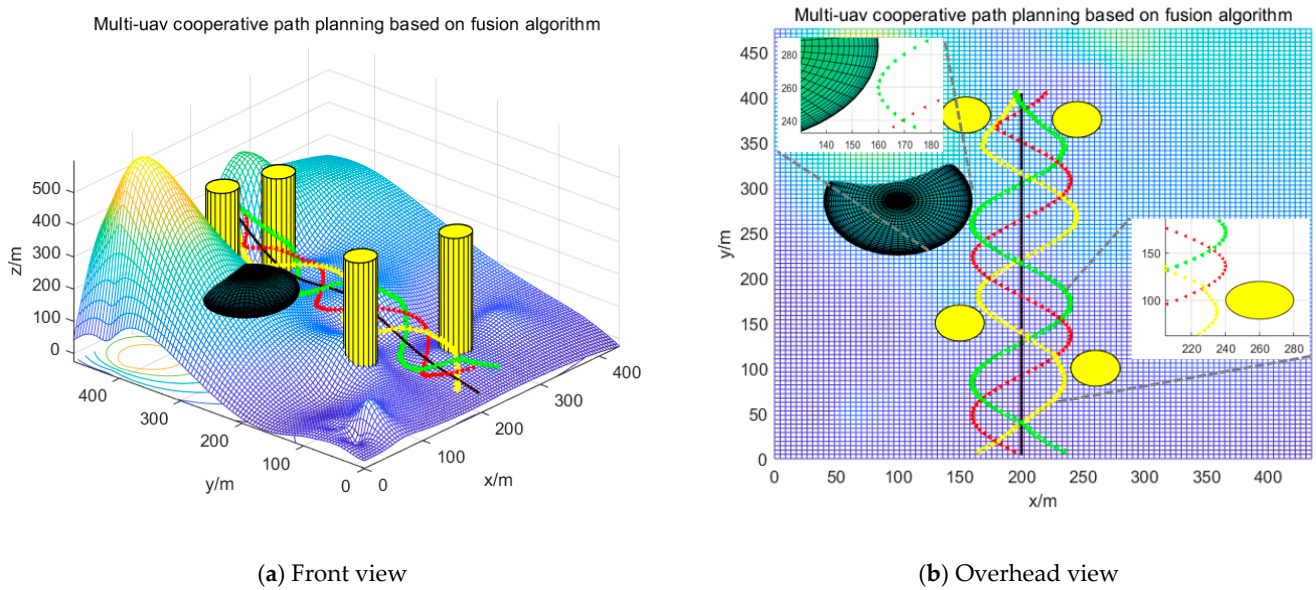 Multi-uav cooperative path planning based on fusion algorithm
500
400
300
200
100
0
z/m
400
300
200
100
0
y/m
0
100
200
300
400
x/m
(a) Front view
Multi-uav cooperative path planning based on fusion algorithm
450
400
350
300
250
200
150
100
50
0
y/m
0 50 100 150 200 250 300 350 400
x/m
280
260
240
140 150 160 170 180
150
100
220 240 260 280
(b) Overhead view